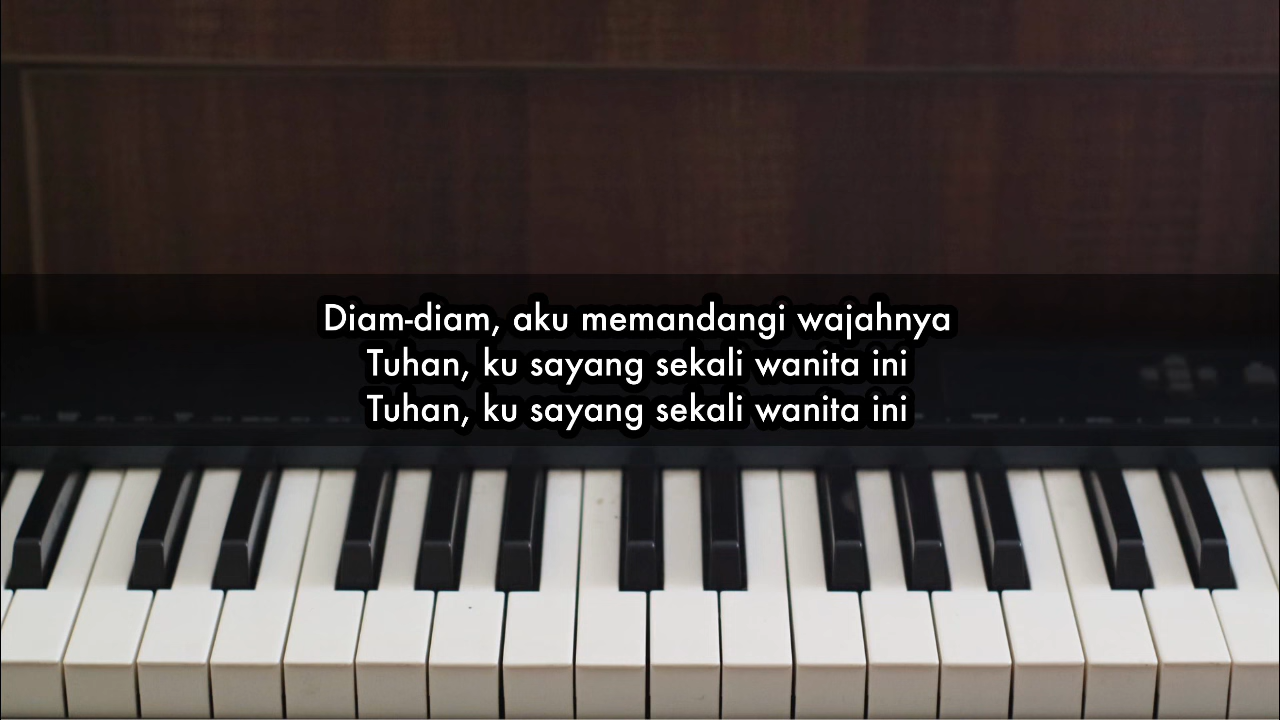 Diam-diam, aku memandangi wajahnya
Tuhan, ku sayang sekali wanita ini
Tuhan, ku sayang sekali wanita ini